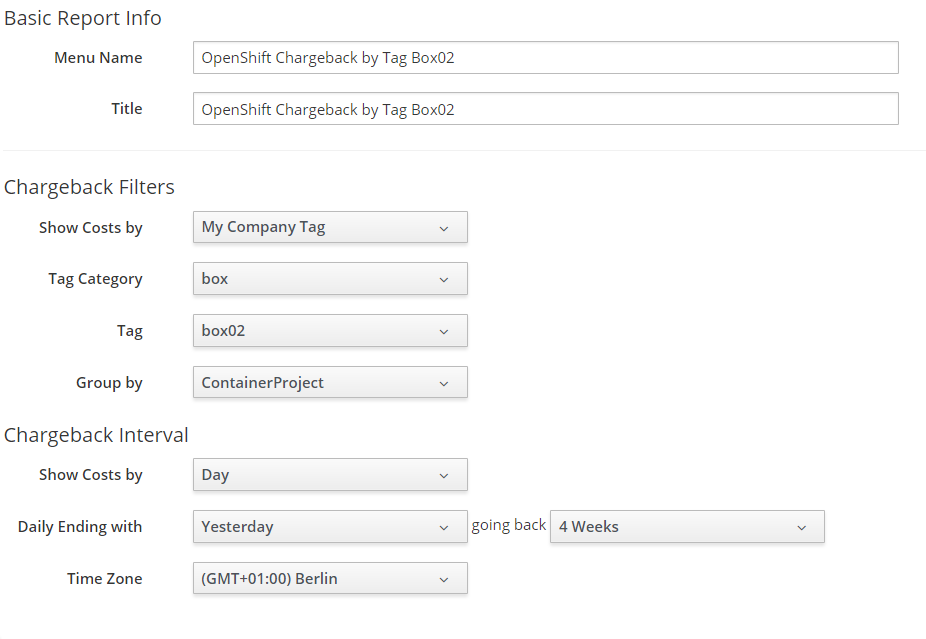 Basic Report Info
Menu Name OpenShift Chargeback by Tag Box02
Title OpenShift Chargeback by Tag Box02
Chargeback Filters
Show Costs by My Company Tag
Tag Category box
Tag box02
Group by ContainerProject
Chargeback Interval
Show Costs by Day
Daily Ending with Yesterday going back 4 Weeks
Time Zone (GMT+01:00) Berlin